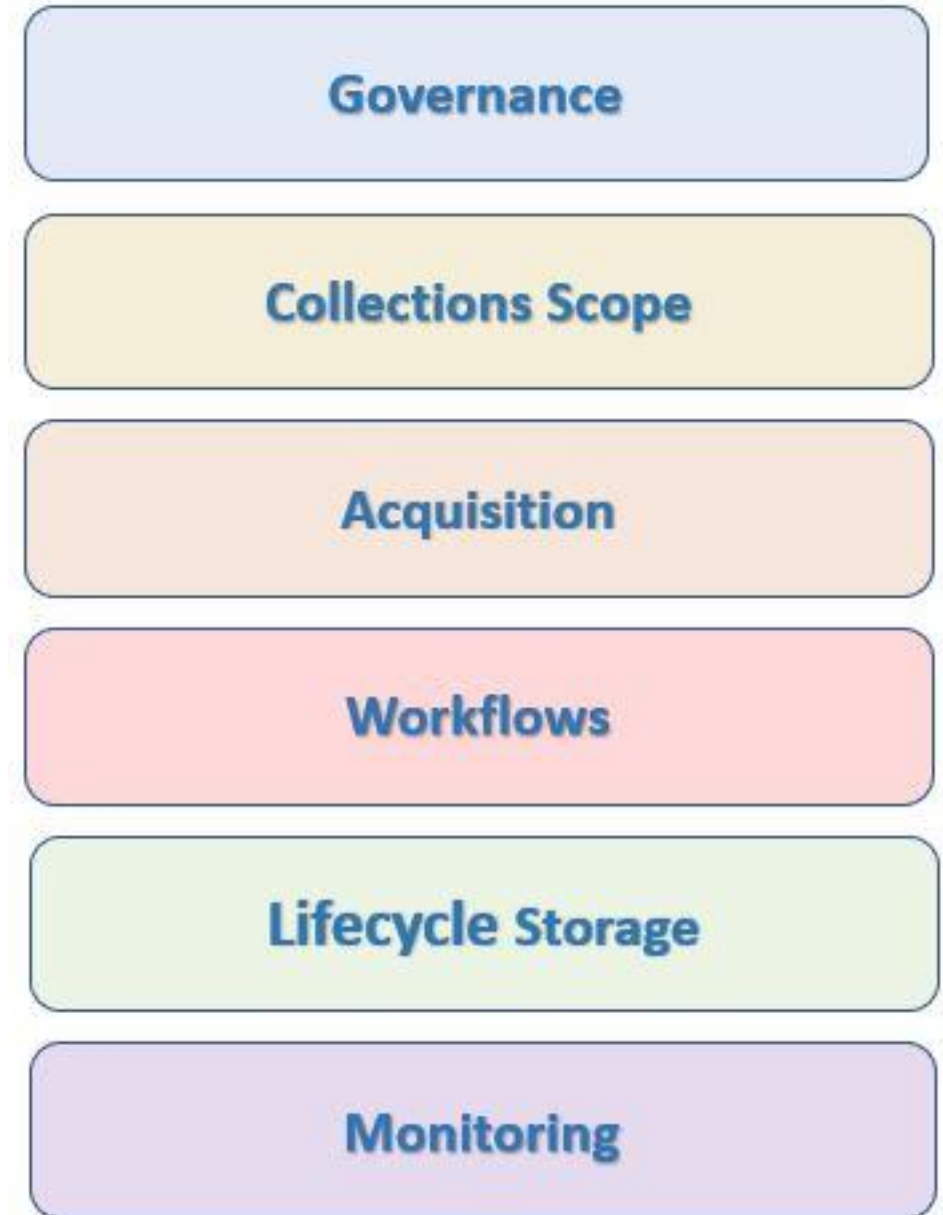 Governance
Collections Scope
Acquisition
Workflows
Lifecycle Storage
Monitoring